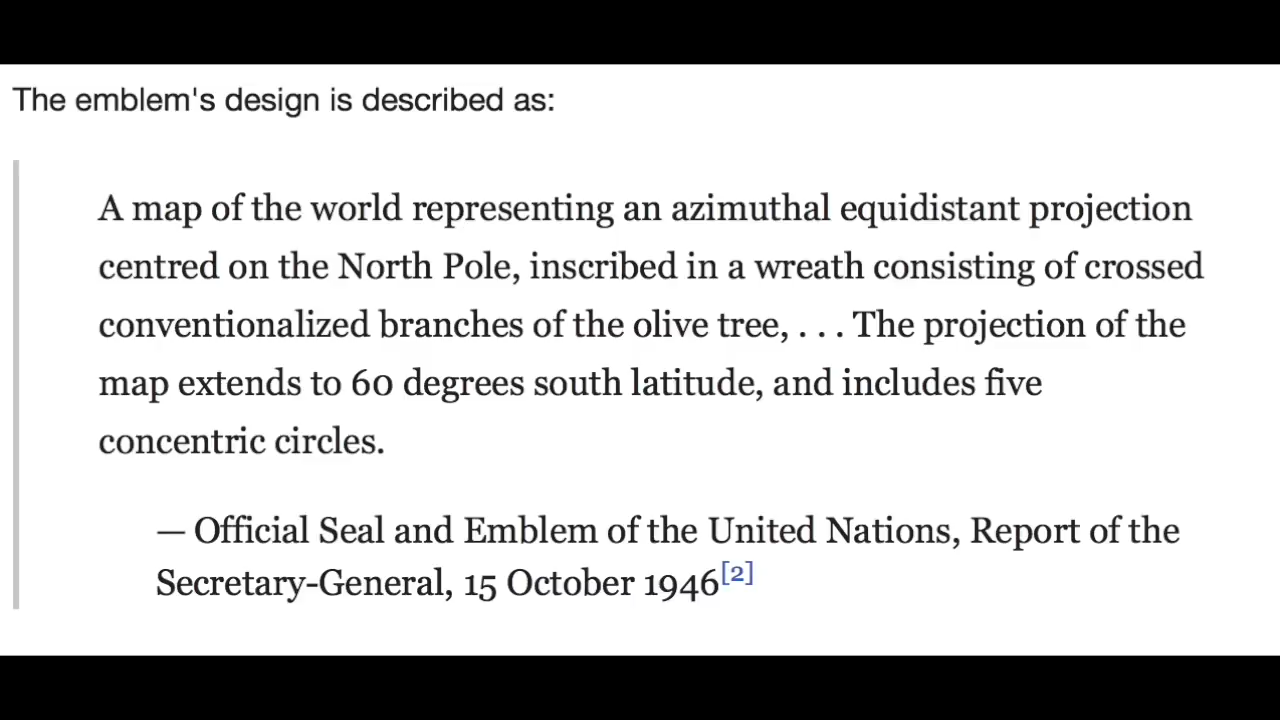 The emblem's design is described as:
A map of the world representing an azimuthal equidistant projection
centred on the North Pole, inscribed in a wreath consisting of crossed
conventionalized branches of the olive tree, . . . The projection of the
map extends to 60 degrees south latitude, and includes five
concentric circles.
— Official Seal and Emblem of the United Nations, Report of the
Secretary-General, 15 October 1946[2]